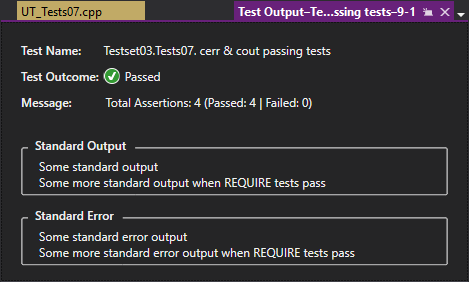 UT_Tests07.cpp
Test Output–Te...ssing tests–9-1
Test Name: Testset03.Tests07. cerr & cout passing tests
Test Outcome: Passed
Message: Total Assertions: 4 (Passed: 4 | Failed: 0)
Standard Output
Some standard output
Some more standard output when REQUIRE tests pass
Standard Error
Some standard error output
Some more standard error output when REQUIRE tests pass